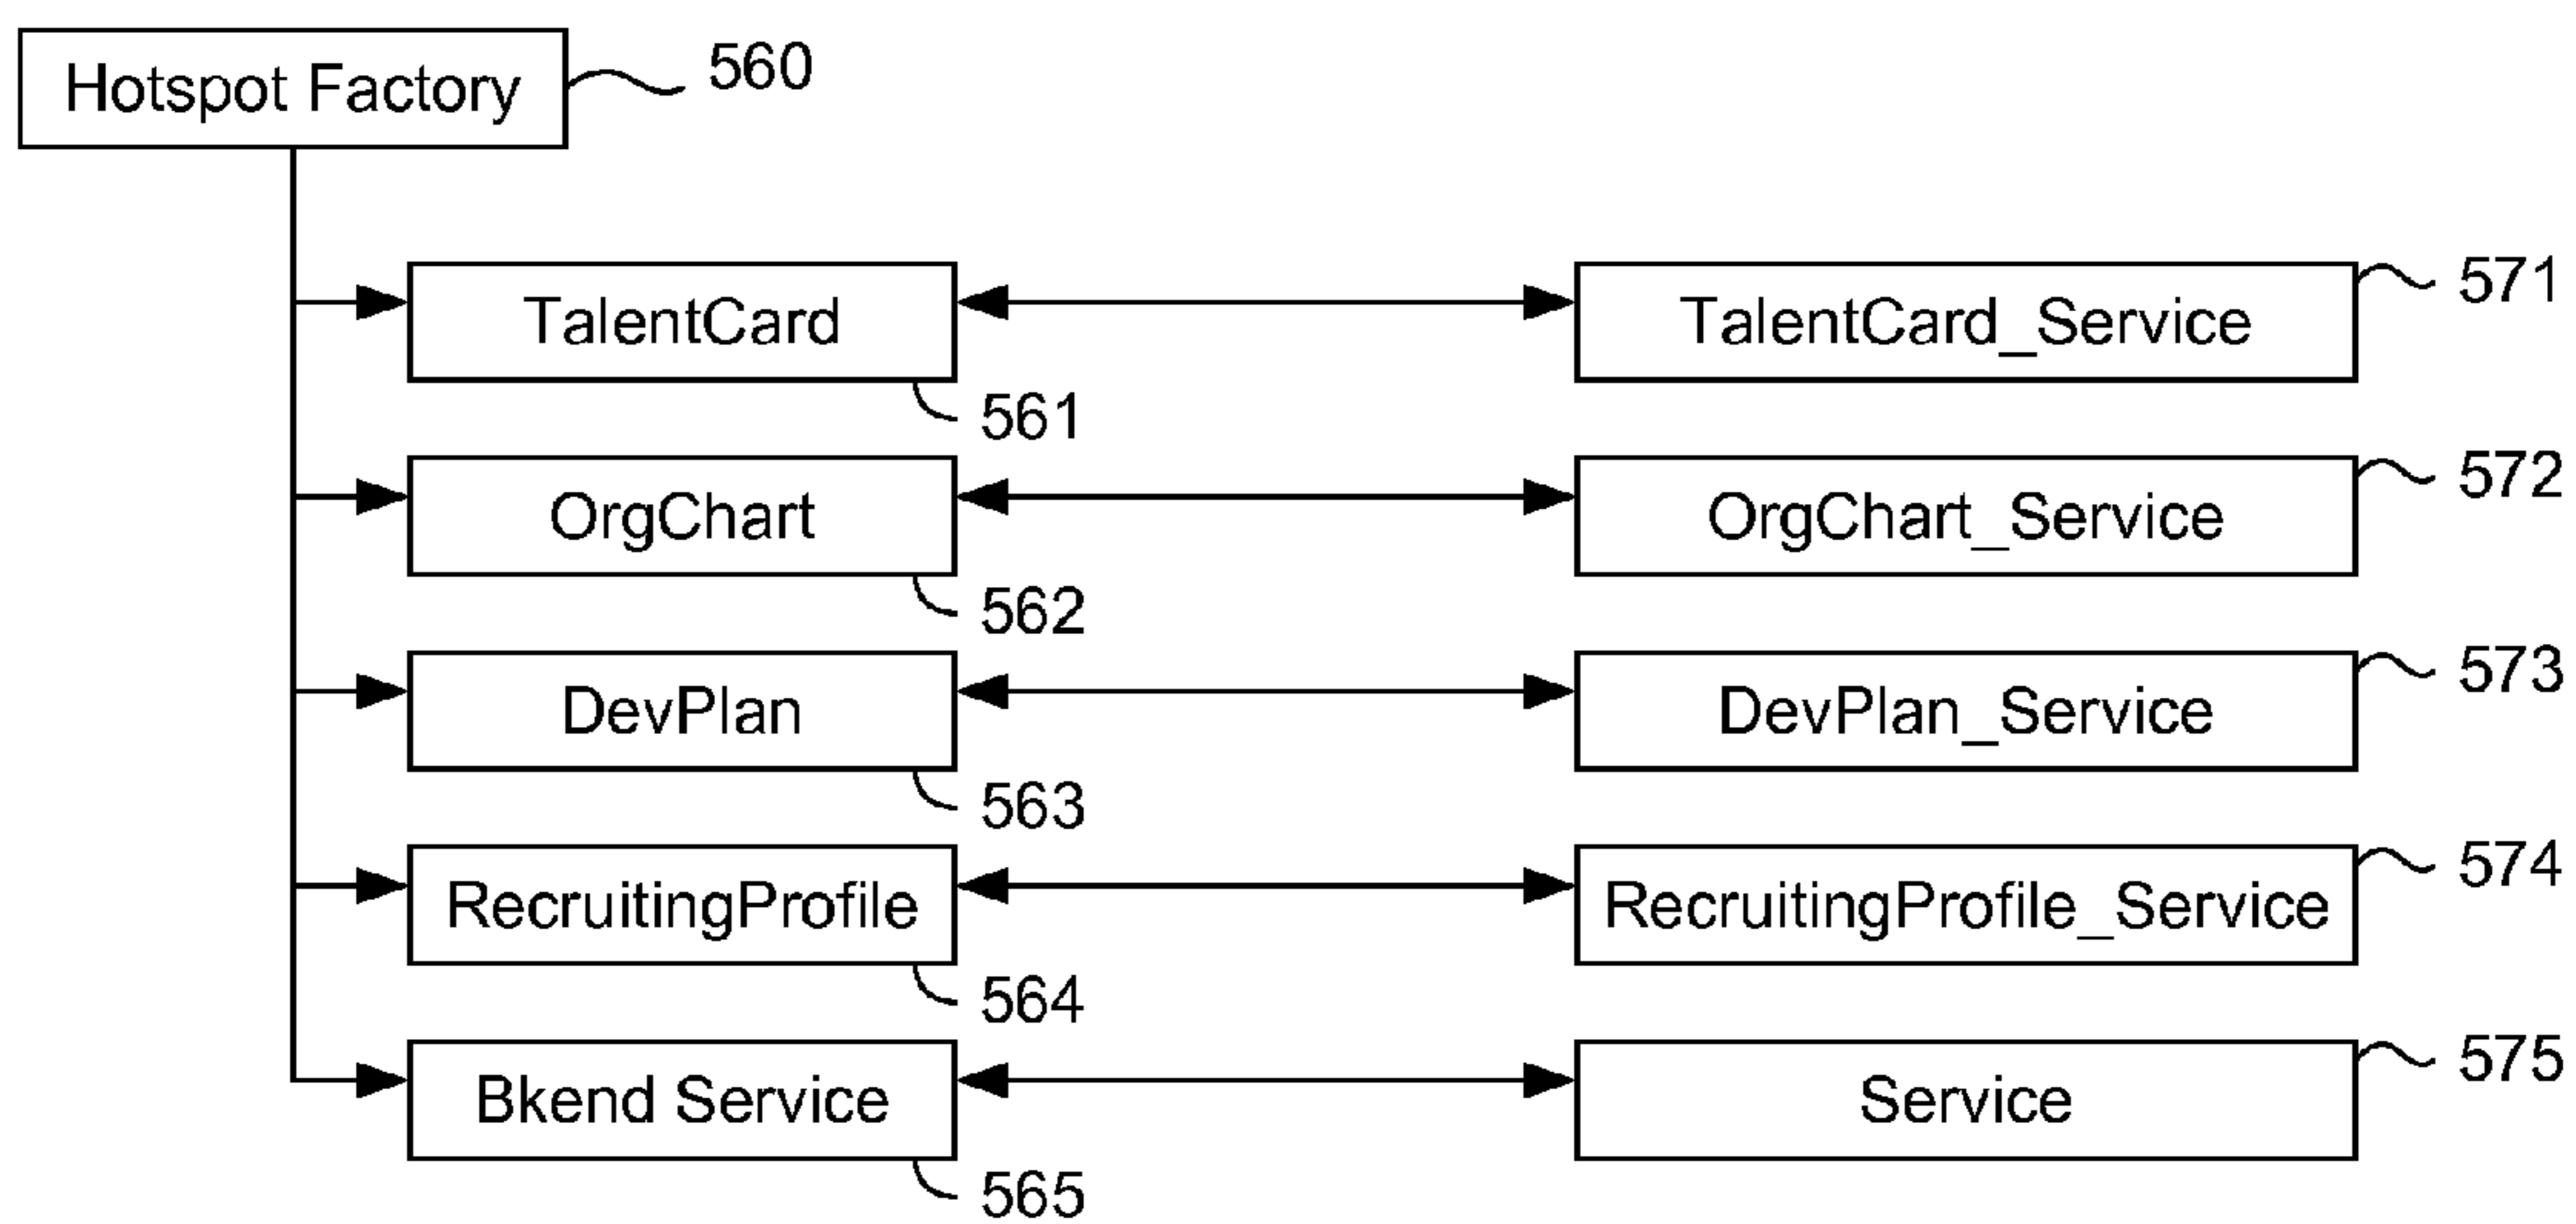 Hotspot Factory
560
TalentCard
TalentCard_Service
571
561
OrgChart
OrgChart_Service
572
562
DevPlan
DevPlan_Service
573
563
RecruitingProfile
RecruitingProfile_Service
574
564
Bkend Service
Service
575
565